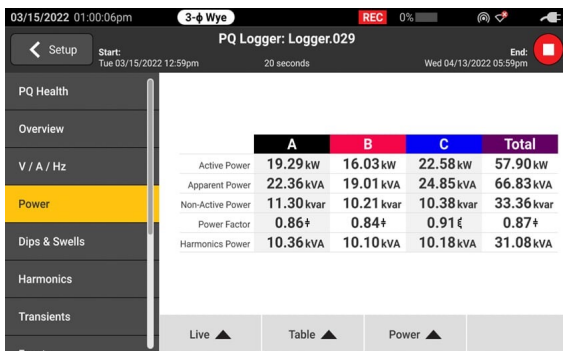 03/15/2022 01:00:06pm 3-ϕ Wye REC 0%
Setup
PQ Logger: Logger.029
Start: End:
Tue 03/15/2022 12:59pm 20 seconds Wed 04/13/2022 05:59pm
PQ Health
Overview
V / A / Hz
Power
Dips & Swells
Harmonics
Transients
A B C Total
Active Power 19.29 kW 16.03 kW 22.58 kW 57.90 kW
Apparent Power 22.36 kVA 19.01 kVA 24.85 kVA 66.83 kVA
Non-Active Power 11.30 kvar 10.21 kvar 10.38 kvar 33.36 kvar
Power Factor 0.86 0.84 0.91 0.87
Harmonics Power 10.36 kVA 10.10 kVA 10.18 kVA 31.08 kVA
Live Table Power